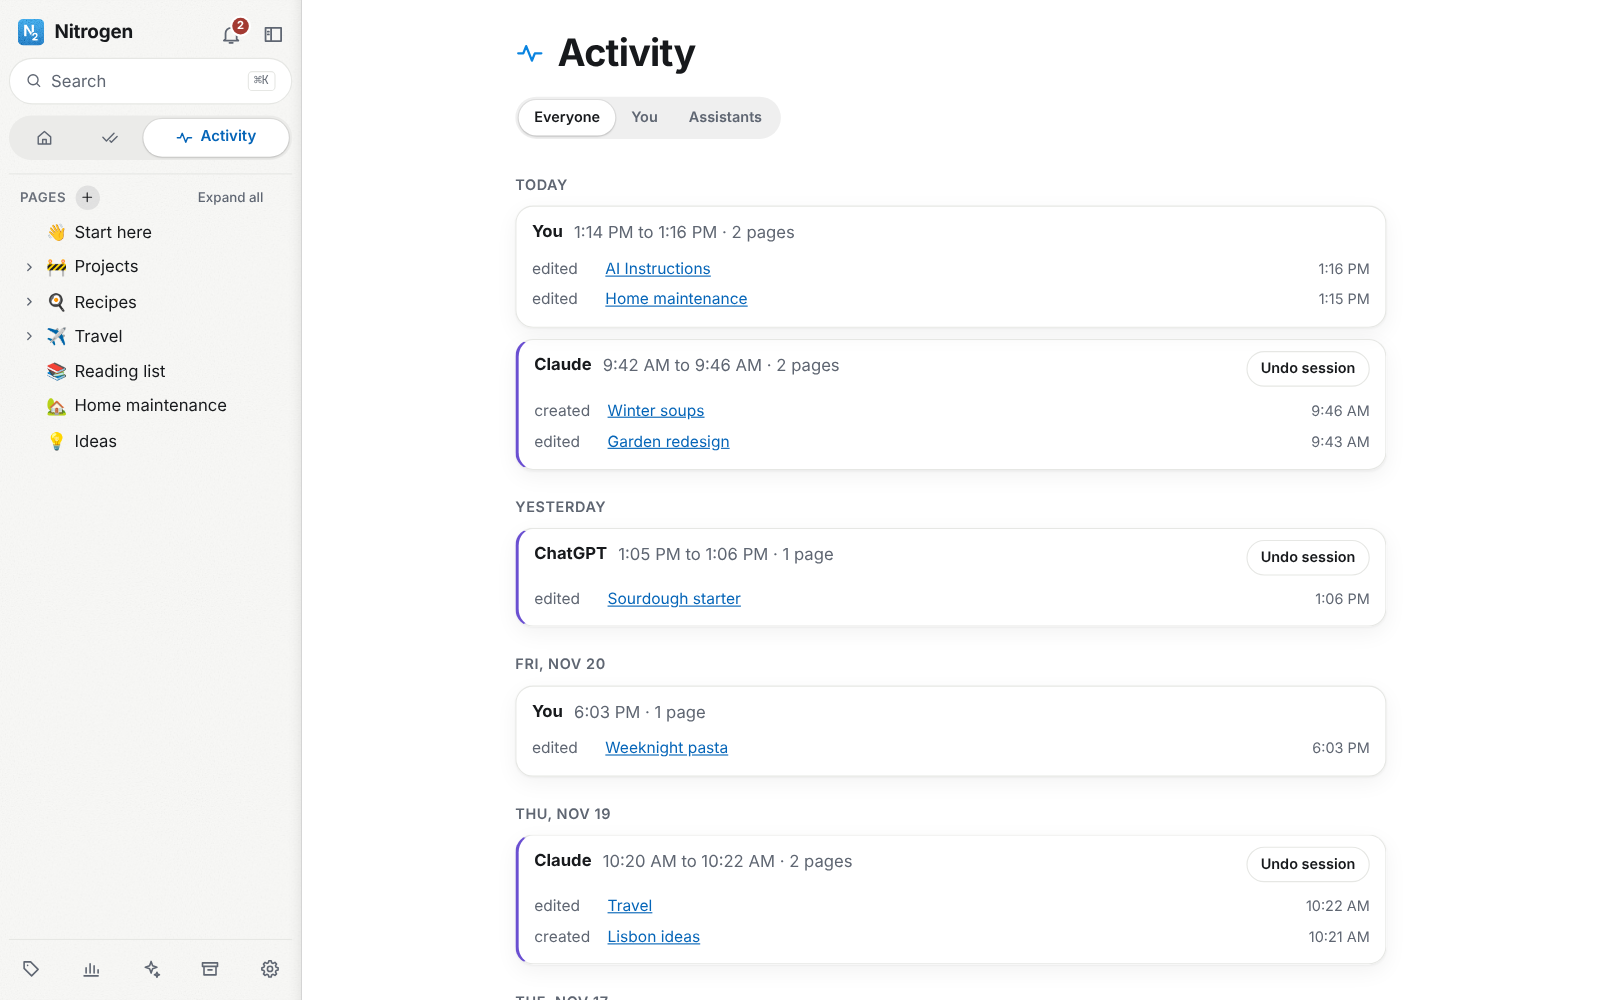 N2 Nitrogen 2
Search ⌘K
Activity
PAGES + Expand all
Start here
Projects
Recipes
Travel
Reading list
Home maintenance
Ideas
Activity
Everyone You Assistants
TODAY
You 1:14 PM to 1:16 PM · 2 pages
edited AI Instructions 1:16 PM
edited Home maintenance 1:15 PM
Claude 9:42 AM to 9:46 AM · 2 pages Undo session
created Winter soups 9:46 AM
edited Garden redesign 9:43 AM
YESTERDAY
ChatGPT 1:05 PM to 1:06 PM · 1 page Undo session
edited Sourdough starter 1:06 PM
FRI, NOV 20
You 6:03 PM · 1 page
edited Weeknight pasta 6:03 PM
THU, NOV 19
Claude 10:20 AM to 10:22 AM · 2 pages Undo session
edited Travel 10:22 AM
created Lisbon ideas 10:21 AM
TUE, NOV 17